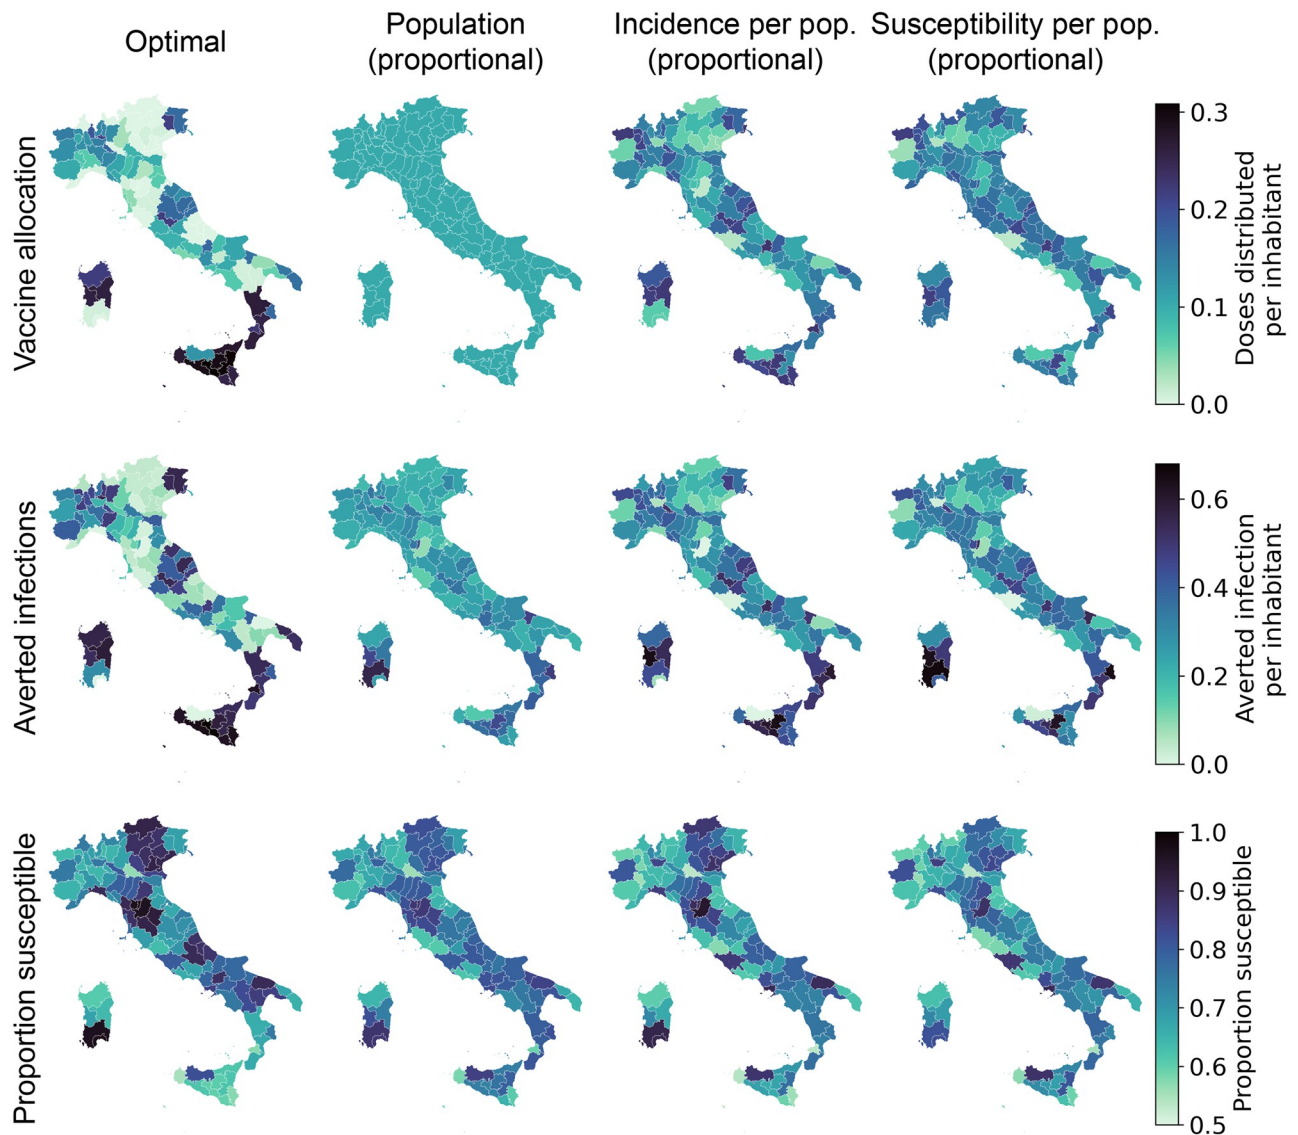 Optimal
Population
(proportional)
Incidence per pop.
(proportional)
Susceptibility per pop.
(proportional)
Vaccine allocation
0.3
0.2
0.1
0.0
Doses distributed
per inhabitant
Averted infections
0.6
0.4
0.2
0.0
Averted infection
per inhabitant
Proportion susceptible
1.0
0.9
0.8
0.7
0.6
0.5
Proportion susceptible